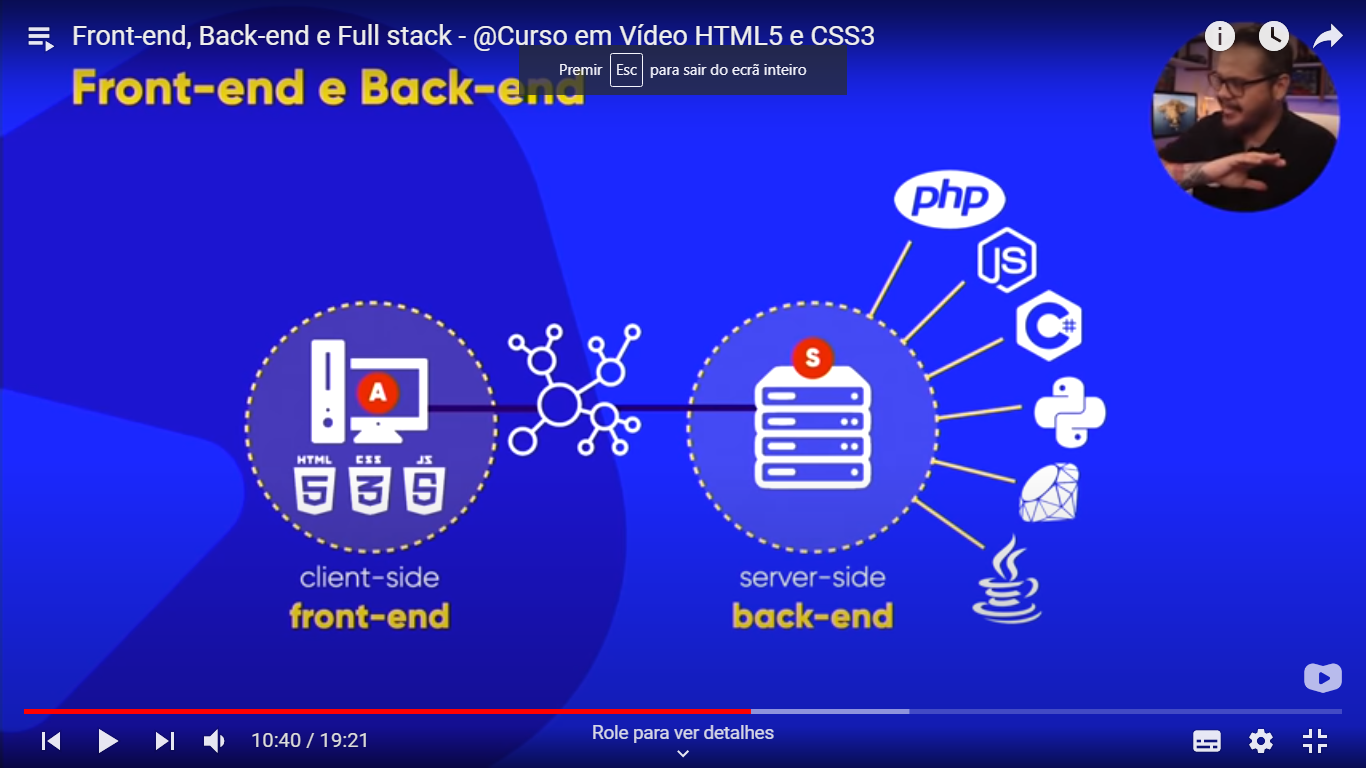 Front-end, Back-end e Full stack - @Curso em Vídeo HTML5 e CSS3
Premir Esc para sair do ecrã inteiro
Front-end e Back-end
php
JS
C#
A
S
HTML CSS JS
5 3 S
client-side
front-end
server-side
back-end
10:40 / 19:21
Role para ver detalhes